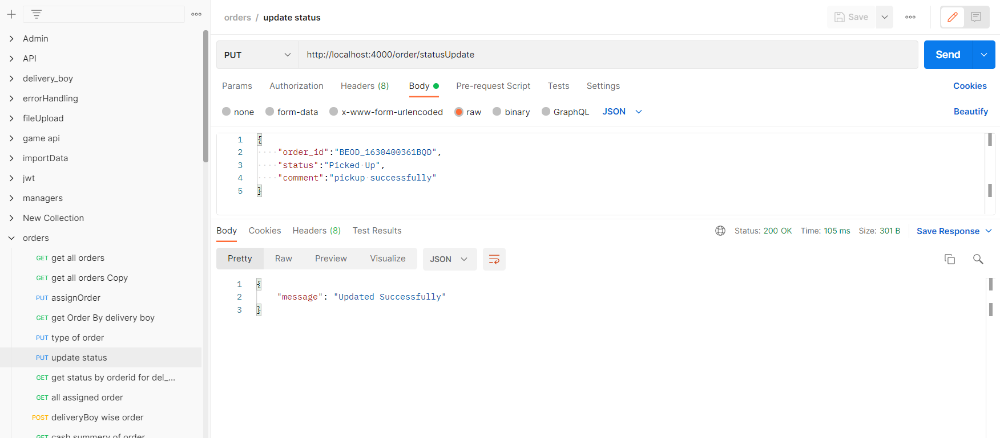 Admin
API
delivery_boy
errorHandling
fileUpload
game api
importData
jwt
managers
New Collection
orders
GET get all orders
GET get all orders Copy
PUT assignOrder
GET get Order By delivery boy
PUT type of order
PUT update status
GET get status by orderid for del_...
GET all assigned order
POST deliveryBoy wise order
GET cash summery of order
orders / update status
Save
PUT http://localhost:4000/order/statusUpdate Send
Params Authorization Headers (8) Body Pre-request Script Tests Settings Cookies
none form-data x-www-form-urlencoded raw binary GraphQL JSON Beautify
1 {
2 "order_id":"BEOD_1630400361BQD",
3 "status":"Picked Up",
4 "comment":"pickup successfully"
5 }
Body Cookies Headers (8) Test Results Status: 200 OK Time: 105 ms Size: 301 B Save Response
Pretty Raw Preview Visualize JSON
1 {
2 "message": "Updated Successfully"
3 }